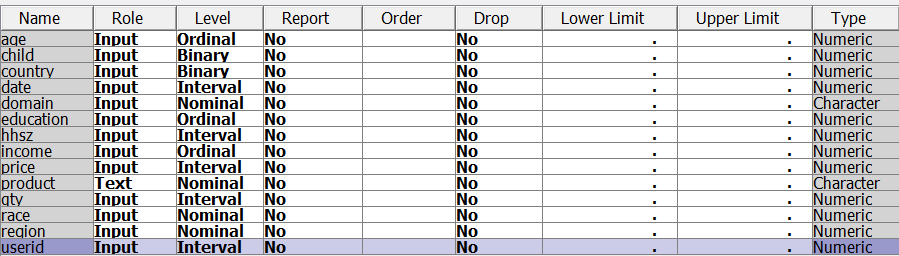 Name Role Level Report Order Drop Lower Limit Upper Limit Type
age Input Ordinal No No . . Numeric
child Input Binary No No . . Numeric
country Input Binary No No . . Numeric
date Input Interval No No . . Numeric
domain Input Nominal No No . . Character
education Input Ordinal No No . . Numeric
hhsz Input Interval No No . . Numeric
income Input Ordinal No No . . Numeric
price Input Interval No No . . Numeric
product Text Nominal No No . . Character
qty Input Interval No No . . Numeric
race Input Nominal No No . . Numeric
region Input Nominal No No . . Numeric
userid Input Interval No No . . Numeric